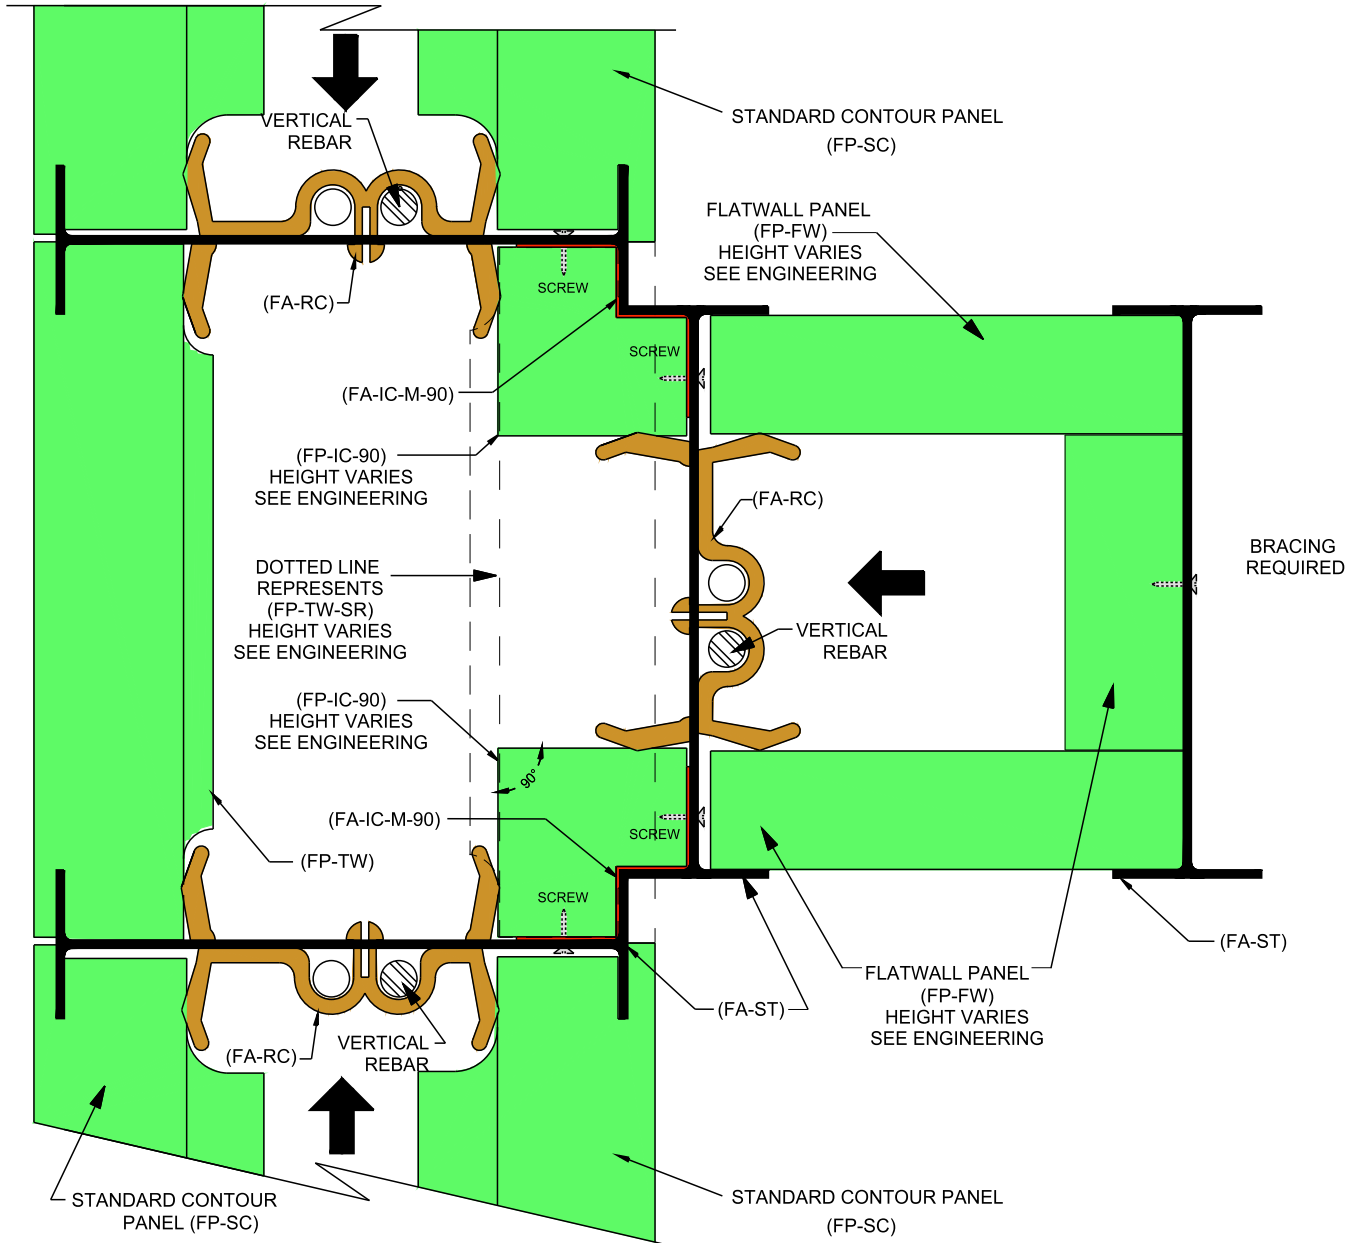 VERTICAL
REBAR
STANDARD CONTOUR PANEL
(FP-SC)
FLATWALL PANEL
(FP-FW)
HEIGHT VARIES
SEE ENGINEERING
(FA-RC)
SCREW
SCREW
(FA-IC-M-90)
(FP-IC-90)
HEIGHT VARIES
SEE ENGINEERING
(FA-RC)
DOTTED LINE
REPRESENTS
(FP-TW-SR)
HEIGHT VARIES
SEE ENGINEERING
BRACING
REQUIRED
VERTICAL
REBAR
(FP-IC-90)
HEIGHT VARIES
SEE ENGINEERING
90°
(FA-IC-M-90)
SCREW
(FP-TW)
SCREW
(FA-ST)
FLATWALL PANEL
(FP-FW)
HEIGHT VARIES
SEE ENGINEERING
(FA-ST)
(FA-RC)
VERTICAL
REBAR
STANDARD CONTOUR
PANEL (FP-SC)
STANDARD CONTOUR PANEL
(FP-SC)